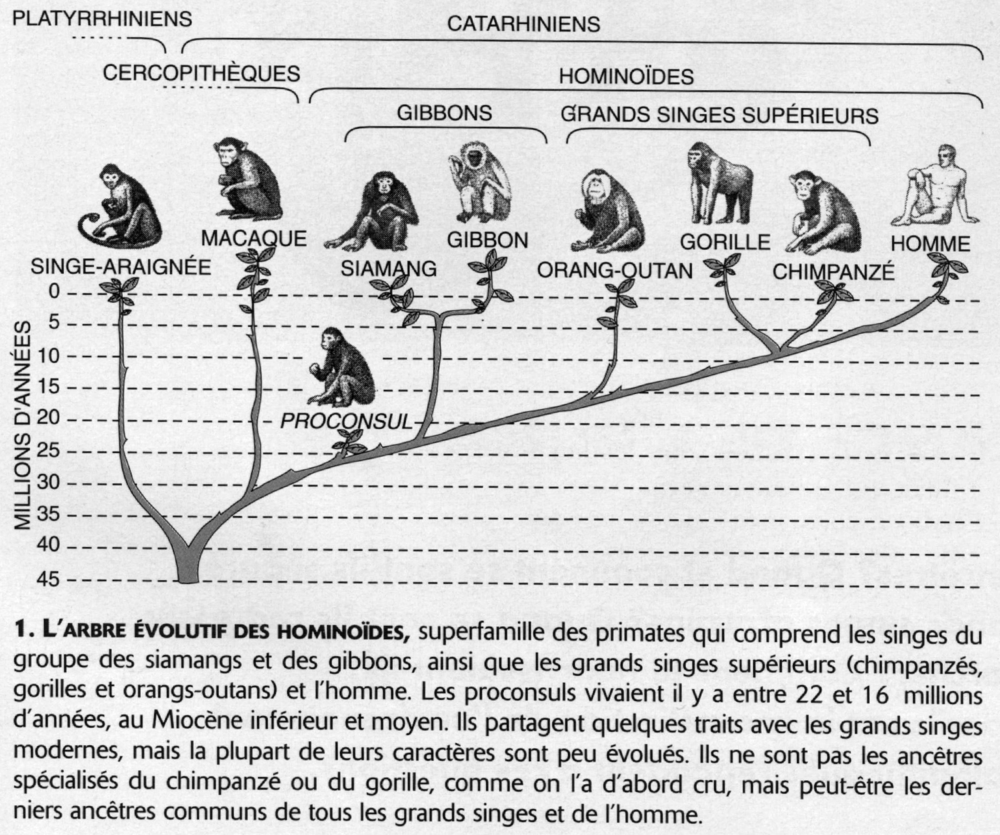 PLATYRRHINIENS
CATARHINIENS
CERCOPITHÈQUES
HOMINOÏDES
GIBBONS
GRANDS SINGES SUPÉRIEURS
MACAQUE
GIBBON
GORILLE
HOMME
SINGE-ARAIGNÉE
SIAMANG
ORANG-OUTAN
CHIMPANZÉ
MILLIONS D'ANNÉES
0
5
10
15
20
PROCONSUL
25
30
35
40
45
1. L'ARBRE ÉVOLUTIF DES HOMINOÏDES, superfamille des primates qui comprend les singes du
groupe des siamangs et des gibbons, ainsi que les grands singes supérieurs (chimpanzés,
gorilles et orangs-outans) et l'homme. Les proconsuls vivaient il y a entre 22 et 16 millions
d'années, au Miocène inférieur et moyen. Ils partagent quelques traits avec les grands singes
modernes, mais la plupart de leurs caractères sont peu évolués. Ils ne sont pas les ancêtres
spécialisés du chimpanzé ou du gorille, comme on l'a d'abord cru, mais peut-être les der-
niers ancêtres communs de tous les grands singes et de l'homme.